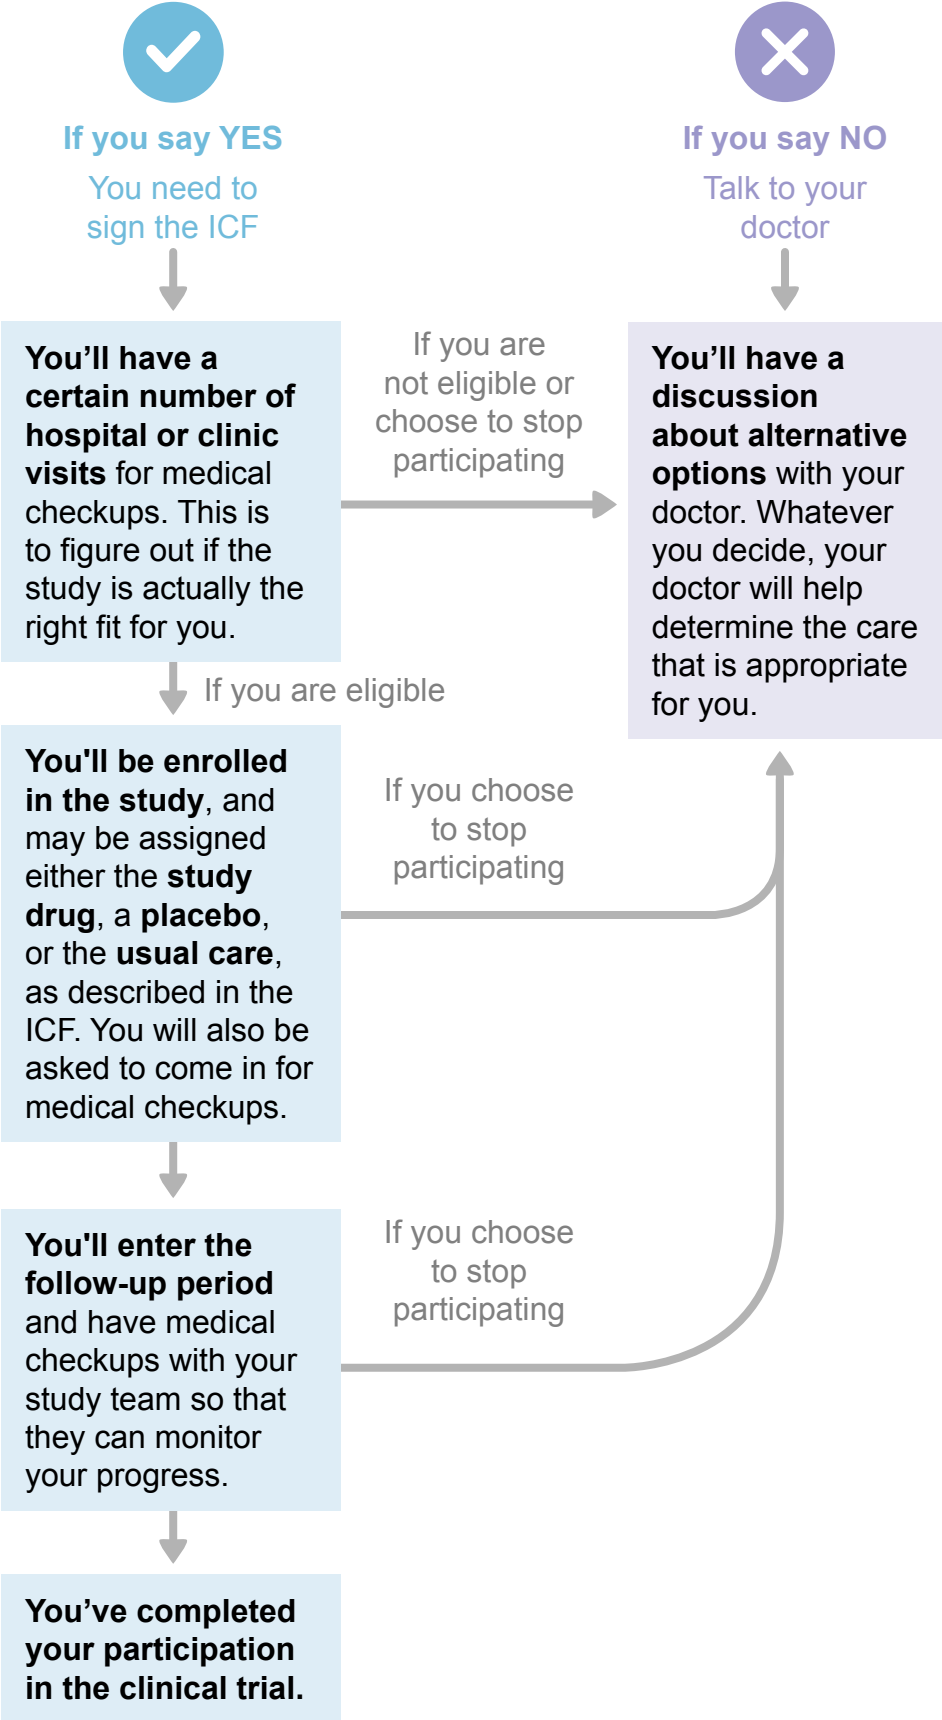 If you say YES
You need to
sign the ICF
If you say NO
Talk to your
doctor
You’ll have a
certain number of
hospital or clinic
visits for medical
checkups. This is
to figure out if the
study is actually the
right fit for you.
If you are
not eligible or
choose to stop
participating
You’ll have a
discussion
about alternative
options with your
doctor. Whatever
you decide, your
doctor will help
determine the care
that is appropriate
for you.
If you are eligible
You'll be enrolled
in the study, and
may be assigned
either the study
drug, a placebo,
or the usual care,
as described in the
ICF. You will also be
asked to come in for
medical checkups.
If you choose
to stop
participating
You'll enter the
follow-up period
and have medical
checkups with your
study team so that
they can monitor
your progress.
If you choose
to stop
participating
You’ve completed
your participation
in the clinical trial.